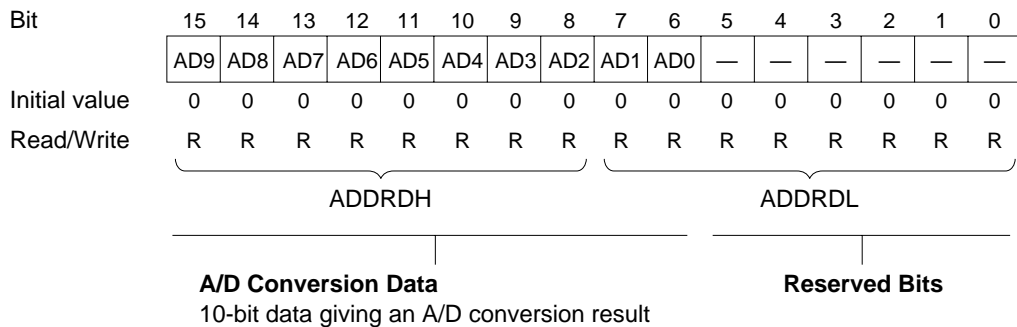 Bit 15 14 13 12 11 10 9 8 7 6 5 4 3 2 1 0
AD9 AD8 AD7 AD6 AD5 AD4 AD3 AD2 AD1 AD0 — — — — — —
Initial value 0 0 0 0 0 0 0 0 0 0 0 0 0 0 0 0
Read/Write R R R R R R R R R R R R R R R R
ADDRDH ADDRDL
A/D Conversion Data Reserved Bits
10-bit data giving an A/D conversion result